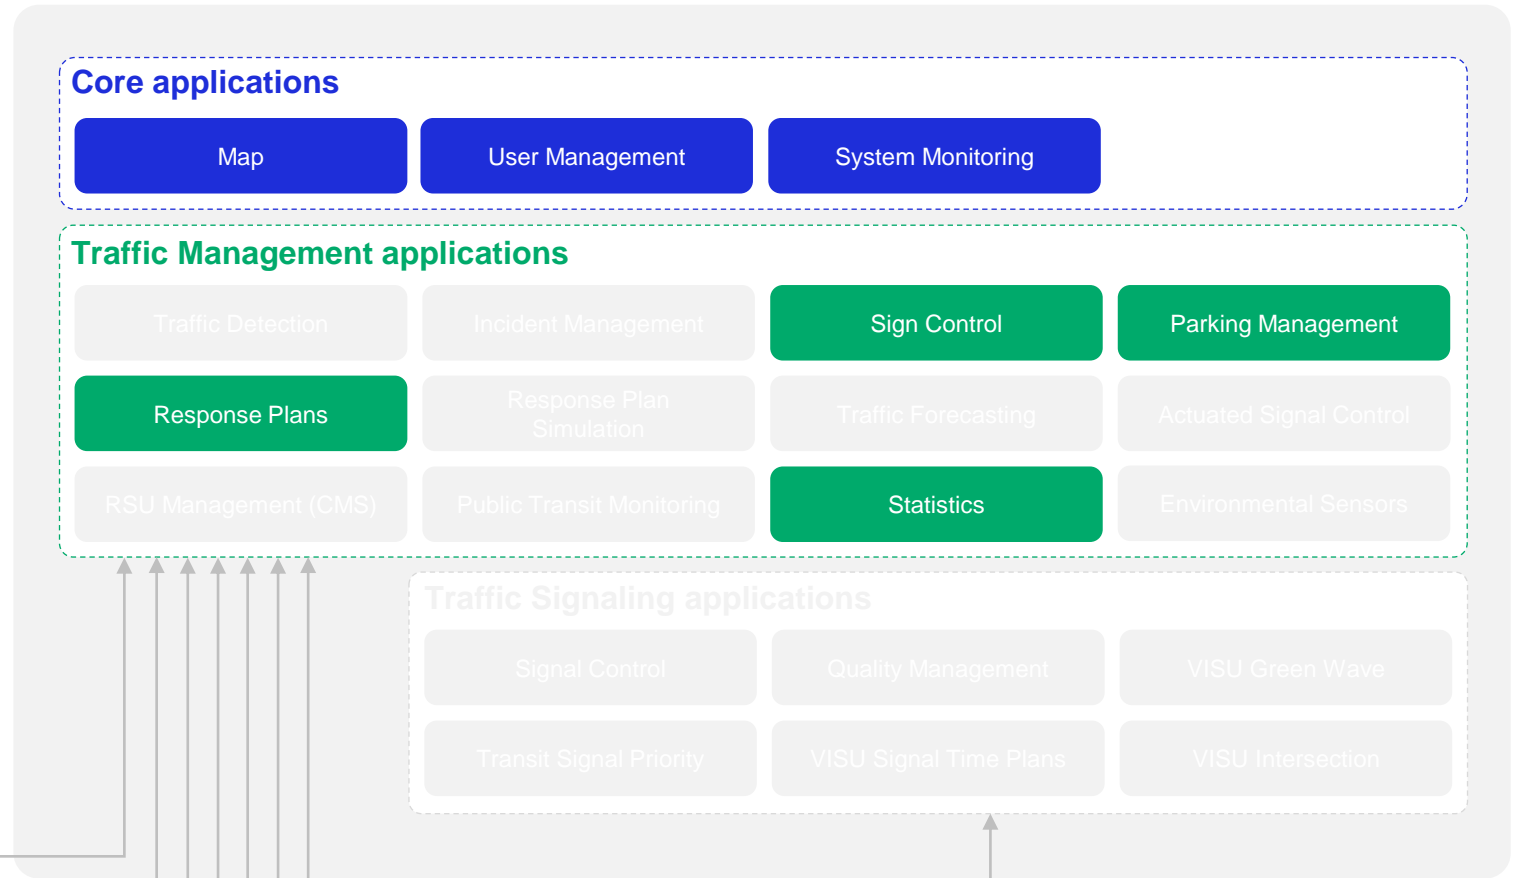 Core applications
Map
User Management
System Monitoring
Traffic Management applications
Traffic Detection
Incident Management
Sign Control
Parking Management
Response Plans
Response Plan
Simulation
Traffic Forecasting
Actuated Signal Control
RSU Management (CMS)
Public Transit Monitoring
Statistics
Environmental Sensors
Traffic Signaling applications
Signal Control
Quality Management
VISU Green Wave
Transit Signal Priority
VISU Signal Time Plans
VISU Intersection